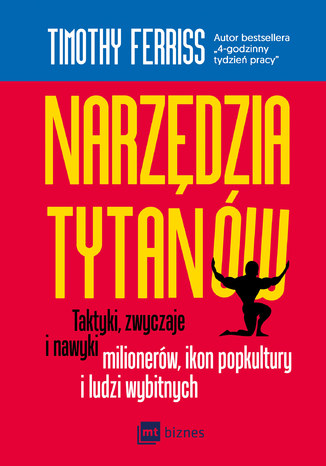 TIMOTHY FERRISS
Autor bestsellera
„4-godzinny
tydzień pracy”
NARZĘDZIA
TYTANÓW
Taktyki, zwyczaje
i nawyki
milionerów, ikon popkultury
i ludzi wybitnych
mt biznes